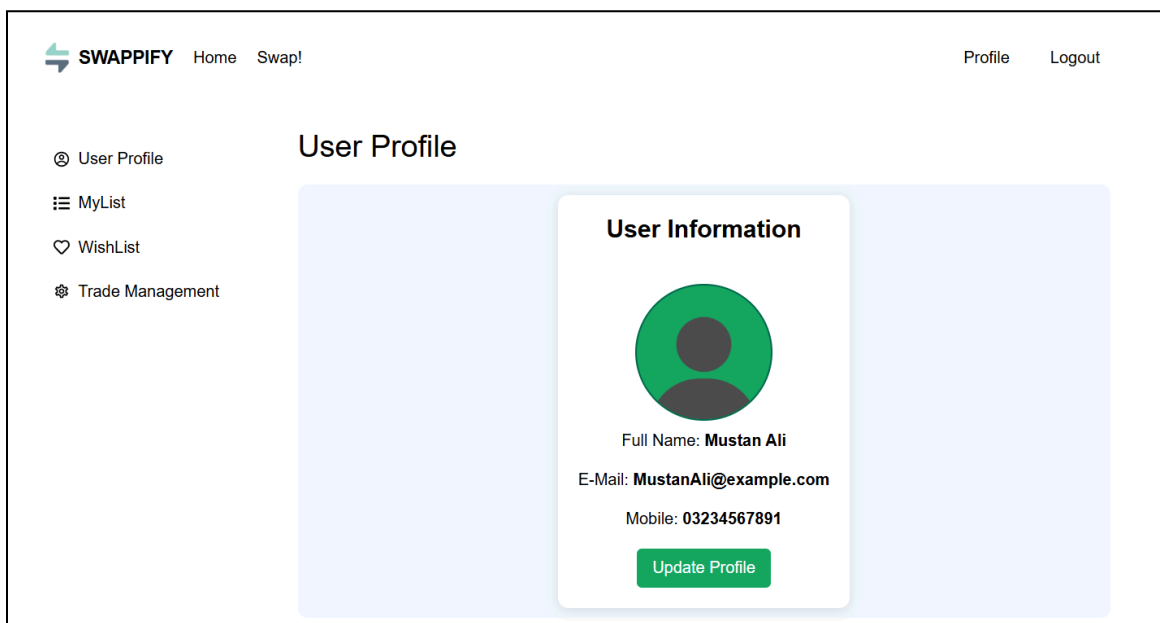 SWAPPIFY Home Swap! Profile Logout
User Profile
MyList
WishList
Trade Management
User Profile
User Information
Full Name: Mustan Ali
E-Mail: MustanAli@example.com
Mobile: 03234567891
Update Profile